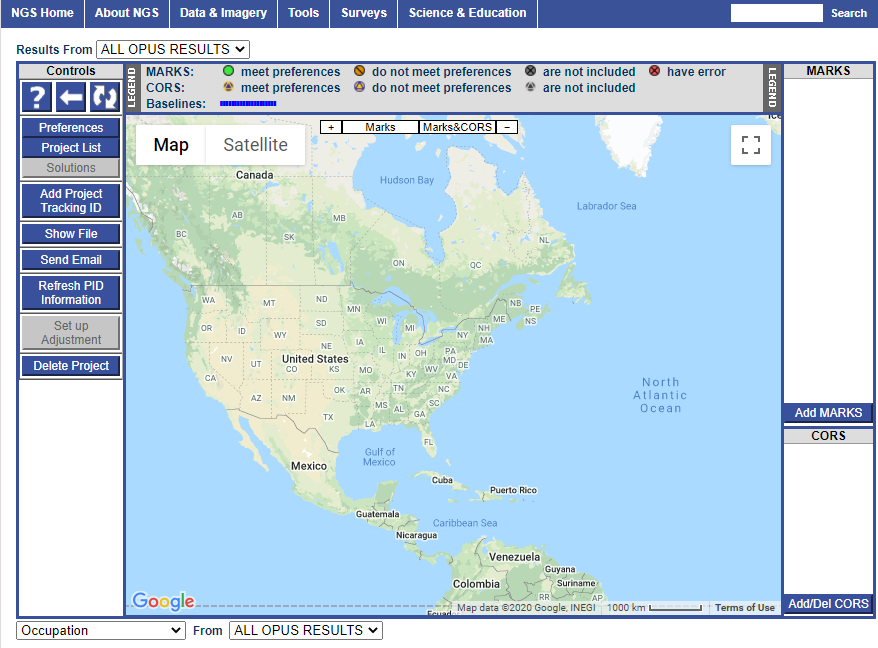 NGS Home About NGS Data & Imagery Tools Surveys Science & Education Search
Results From ALL OPUS RESULTS
Controls
?
Preferences
Project List
Solutions
Add Project
Tracking ID
Show File
Send Email
Refresh PID
Information
Set up
Adjustment
Delete Project
LEGEND
MARKS: meet preferences do not meet preferences are not included have error
CORS: meet preferences do not meet preferences are not included
Baselines:
LEGEND
+ Marks Marks&CORS −
Map Satellite
Canada
Hudson Bay
Labrador Sea
AB
MB
BC
SK
NL
ON
QC
WA
MT
ND
MN
NB
PE
OR
ID
SD
WI
MI
ME
NS
WY
NH
NY
MA
NE
IA
IL
IN
OH
PA
NV
UT
United States
CO
KS
MO
WV
MD
DE
CA
KY
VA
AZ
NM
OK
AR
TN
NC
MS
AL
SC
GA
TX
LA
FL
North
Atlantic
Ocean
Gulf of
Mexico
Mexico
Cuba
Puerto Rico
Guatemala
Caribbean Sea
Nicaragua
Venezuela
Guyana
Colombia
Suriname
RR
AP
Google
Map data ©2020 Google, INEGI 1000 km Terms of Use
MARKS
Add MARKS
CORS
Add/Del CORS
Occupation From ALL OPUS RESULTS